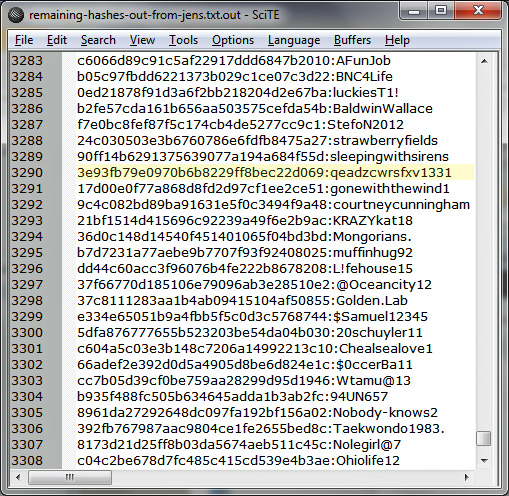 remaining-hashes-out-from-jens.txt.out - SciTE
File Edit Search View Tools Options Language Buffers Help
3283 c6066d89c91c5af22917ddd6847b2010:AFunJob
3284 b05c97fbdd6221373b029c1ce07c3d22:BNC4Life
3285 0ed21878f91d3a6f2bb218204d2e67ba:luckiesT1!
3286 b2fe57cda161b656aa503575cefda54b:BaldwinWallace
3287 f7e0bc8fef87f5c174cb4de5277cc9c1:StefoN2012
3288 24c030503e3b6760786e6fdfb8475a27:strawberryfields
3289 90ff14b6291375639077a194a684f55d:sleepingwithsirens
3290 3e93fb79e0970b6b8229ff8bec22d069:qeadzcwrsfxv1331
3291 17d00e0f77a868d8fd2d97cf1ee2ce51:gonewiththewind1
3292 9c4c082bd89ba91631e5f0c3494f9a48:courtneycunningham
3293 21bf1514d415696c92239a49f6e2b9ac:KRAZYkat18
3294 36d0c148d14540f451401065f04bd3bd:Mongorians.
3295 b7d7231a77aebe9b7707f93f92408025:muffinhug92
3296 dd44c60acc3f96076b4fe222b8678208:L!fehouse15
3297 37f66770d185106e79096ab3e28510e2:@Oceancity12
3298 37c8111283aa1b4ab09415104af50855:Golden.Lab
3299 e334e65051b9a4fbb5f5c0d3c5768744:$Samuel12345
3300 5dfa876777655b523203be54da04b030:20schuyler11
3301 c604a5c03e3b148c7206a14992213c10:Chealsealove1
3302 66adef2e392d0d5a4905d8be6d824e1c:$0ccerBa11
3303 cc7b05d39cf0be759aa28299d95d1946:Wtamu@13
3304 b935f488fc505b634645adda1b3ab2fc:94UN657
3305 8961da27292648dc097fa192bf156a02:Nobody-knows2
3306 392fb767987aac9804ce1fe2655bed8c:Taekwondo1983.
3307 8173d21d25ff8b03da5674aeb511c45c:Nolegirl@7
3308 c04c2be678d7fc485c415cd539e4b3ae:Ohiolife12